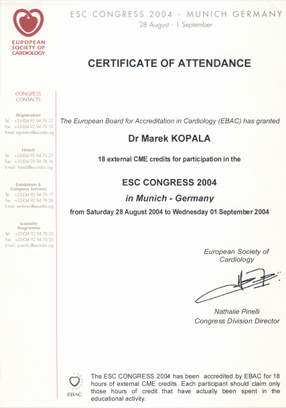 ESC CONGRESS 2004 - MUNICH GERMANY
28 August - 1 September
EUROPEAN
SOCIETY OF
CARDIOLOGY
CERTIFICATE OF ATTENDANCE
CONGRESS
CONTACTS
Registration
Hotels
Exhibition &
Congress Services
Scientific
Programme
The European Board for Accreditation in Cardiology (EBAC) has granted
Dr Marek KOPALA
18 external CME credits for participation in the
ESC CONGRESS 2004
in Munich - Germany
from Saturday 28 August 2004 to Wednesday 01 September 2004
European Society of
Cardiology
Nathalie Pinelli
Congress Division Director
EBAC
The ESC CONGRESS 2004 has been accredited by EBAC for 18
hours of external CME credits. Each participant should claim only
those hours of credit that have actually been spent in the
educational activity.